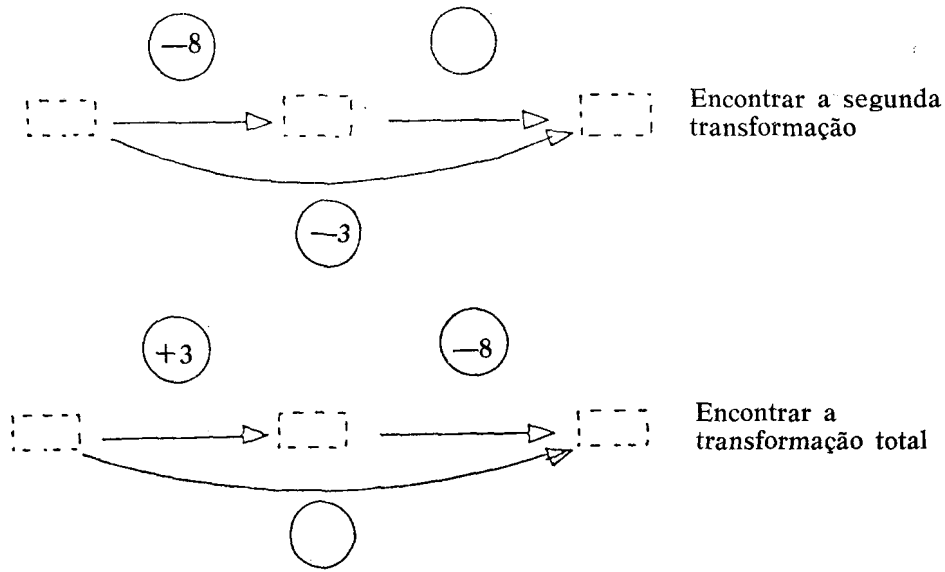 —8
Encontrar a segunda
transformação
—3
+3
—8
Encontrar a
transformação total